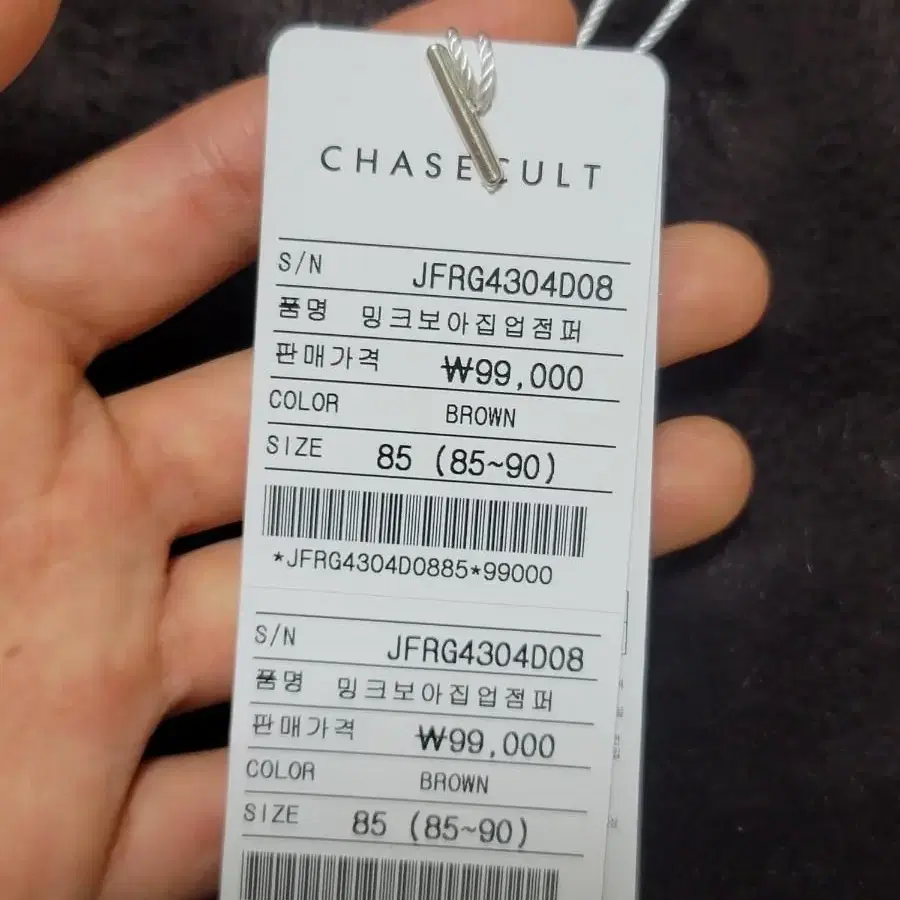 CHASECULT
S/N JFRG4304D08
품명 밍크보아집업점퍼
판매가격 ₩99,000
COLOR BROWN
SIZE 85 (85~90)
*JFRG4304D0885*99000
S/N JFRG4304D08
품명 밍크보아집업점퍼
판매가격 ₩99,000
COLOR BROWN
SIZE 85 (85~90)